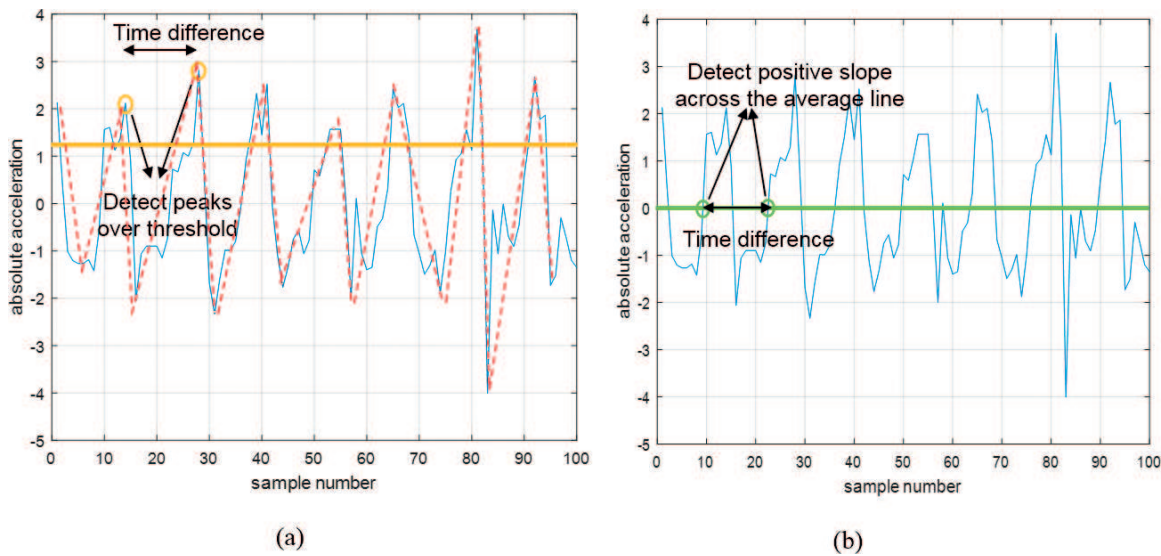 4
3
2
1
0
-1
-2
-3
-4
-5
absolute acceleration
Time difference
Detect peaks
over threshold
0 10 20 30 40 50 60 70 80 90 100
sample number
(a)
4
3
2
1
0
-1
-2
-3
-4
-5
absolute acceleration
Detect positive slope
across the average line
Time difference
0 10 20 30 40 50 60 70 80 90 100
sample number
(b)